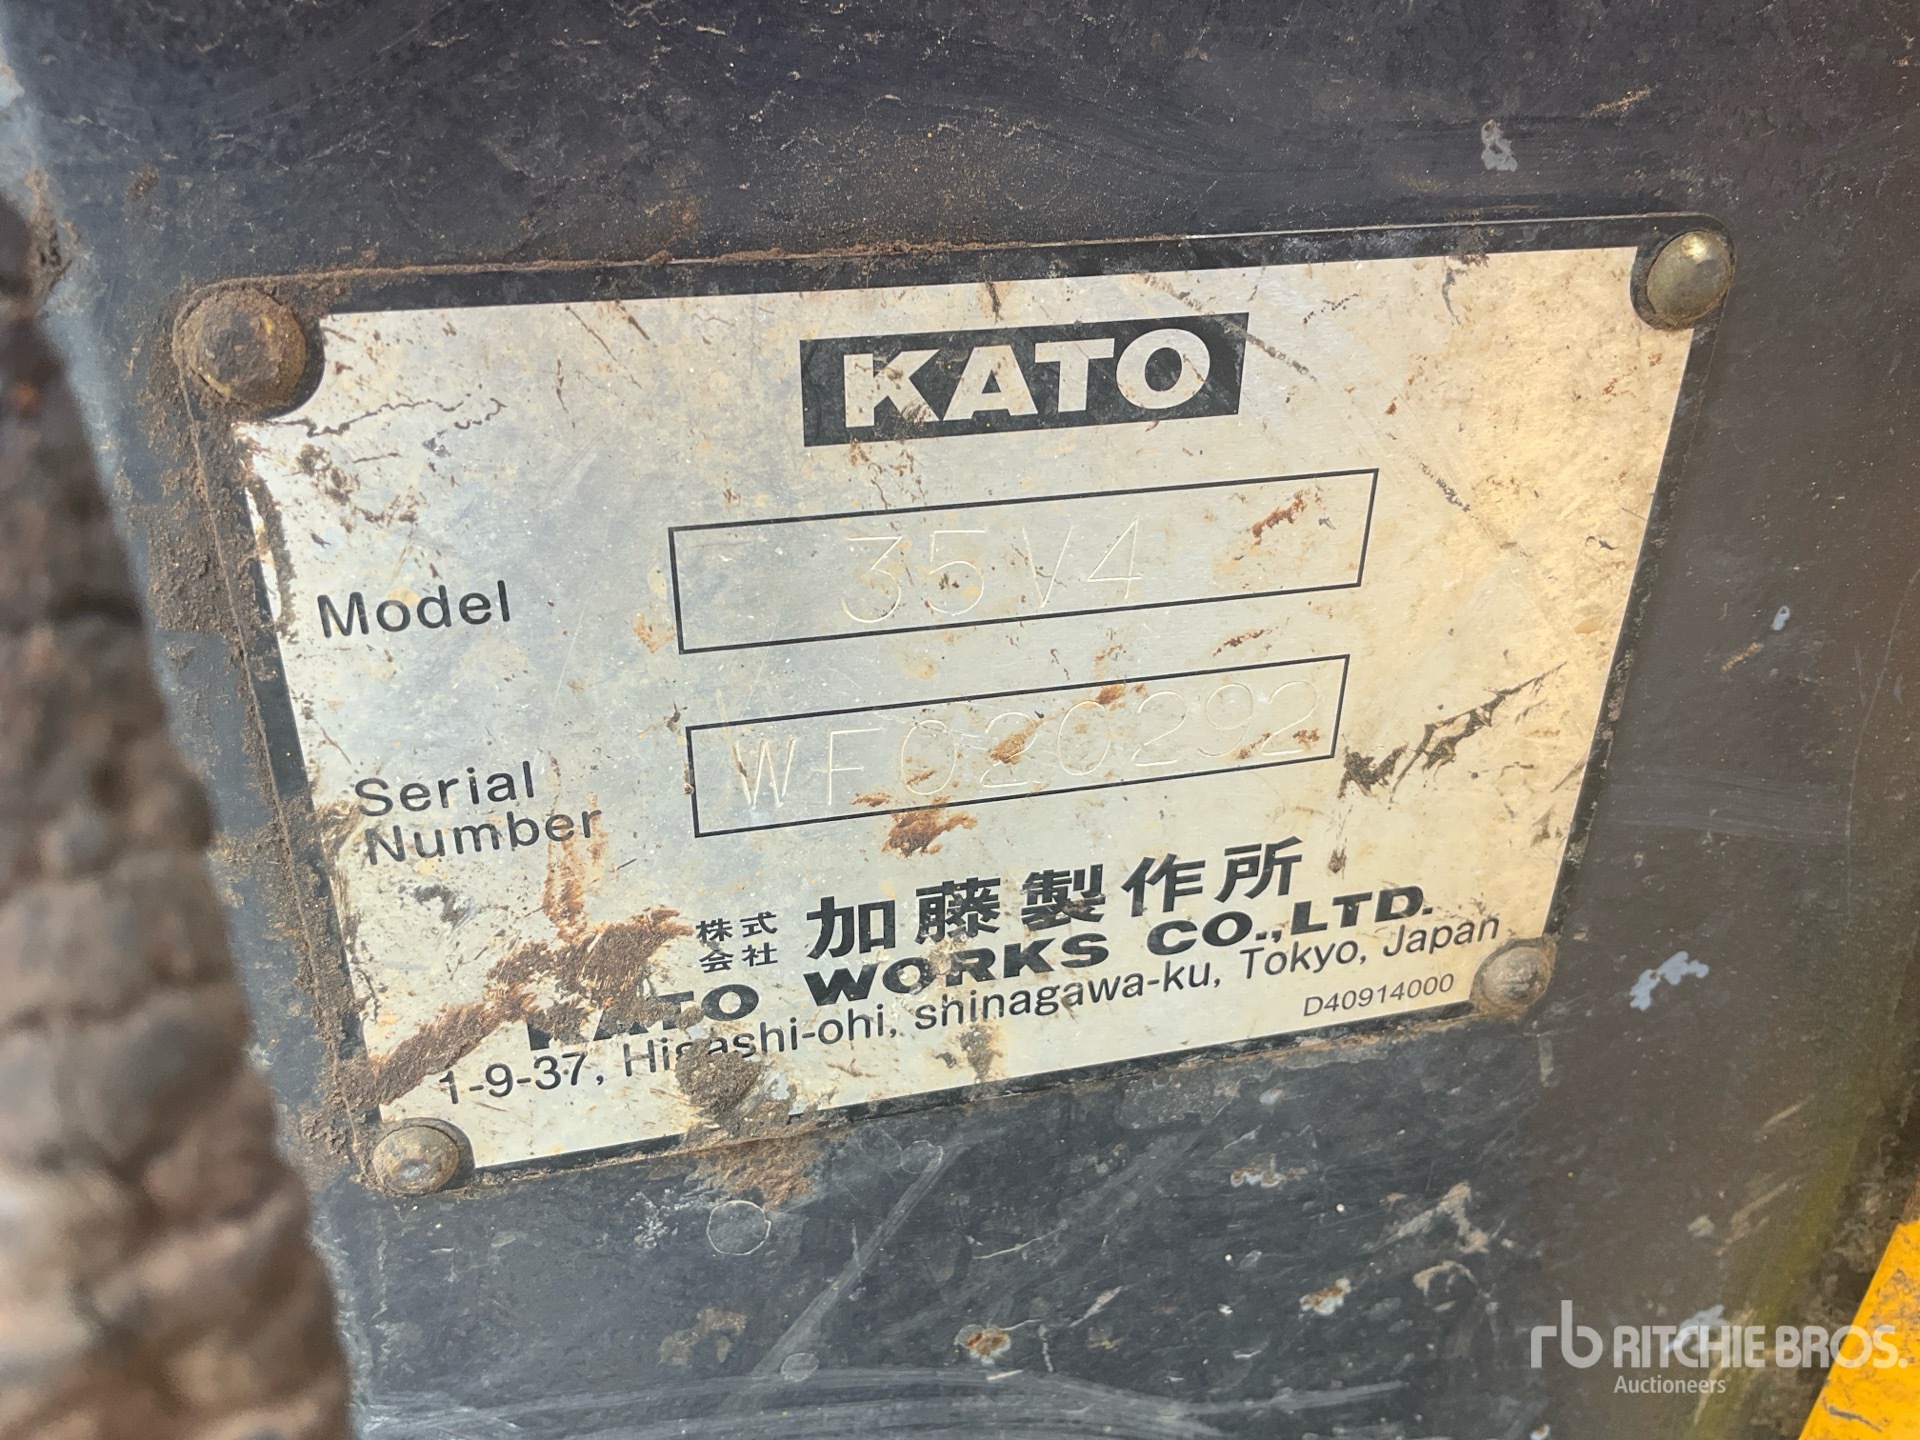 KATO
Model 35V4
Serial Number WF020292
株式会社 加藤製作所
KATO WORKS CO.,LTD.
1-9-37, Higashi-ohi, shinagawa-ku, Tokyo, Japan
D40914000
rb RITCHIE BROS.
Auctioneers